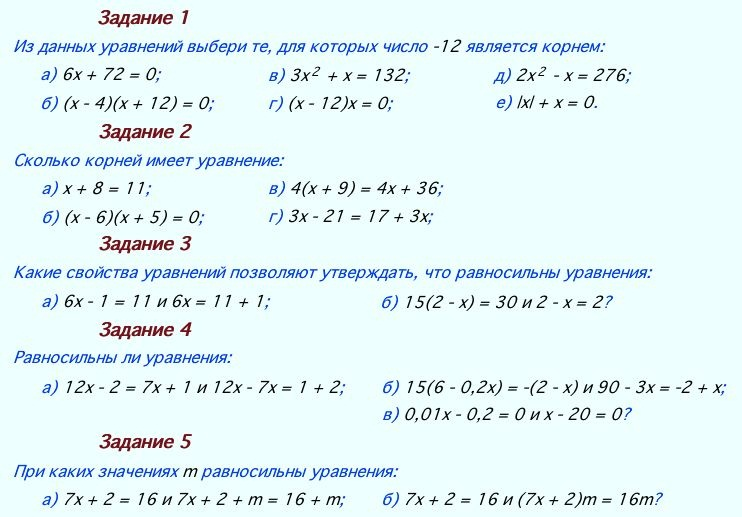 Задание 1
Из данных уравнений выбери те, для которых число -12 является корнем:
а) 6x + 72 = 0; в) 3x² + x = 132; д) 2x² - x = 276;
б) (x - 4)(x + 12) = 0; г) (x - 12)x = 0; е) |x| + x = 0.
Задание 2
Сколько корней имеет уравнение:
а) x + 8 = 11; в) 4(x + 9) = 4x + 36;
б) (x - 6)(x + 5) = 0; г) 3x - 21 = 17 + 3x;
Задание 3
Какие свойства уравнений позволяют утверждать, что равносильны уравнения:
а) 6x - 1 = 11 и 6x = 11 + 1; б) 15(2 - x) = 30 и 2 - x = 2?
Задание 4
Равносильны ли уравнения:
а) 12x - 2 = 7x + 1 и 12x - 7x = 1 + 2; б) 15(6 - 0,2x) = -(2 - x) и 90 - 3x = -2 + x;
в) 0,01x - 0,2 = 0 и x - 20 = 0?
Задание 5
При каких значениях m равносильны уравнения:
а) 7x + 2 = 16 и 7x + 2 + m = 16 + m; б) 7x + 2 = 16 и (7x + 2)m = 16m?